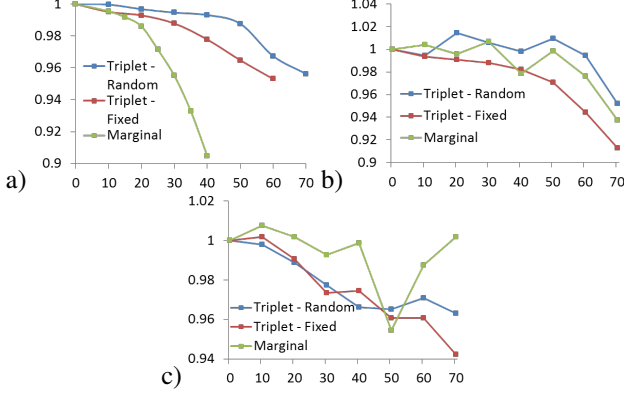 1
0.98
0.96
0.94
0.92
0.9
0 10 20 30 40 50 60 70
Triplet -
Random
Triplet -
Fixed
Marginal
a)
1.04
1.02
1
0.98
0.96
0.94
0.92
0.9
0 10 20 30 40 50 60 70
Triplet - Random
Triplet - Fixed
Marginal
b)
1.02
1
0.98
0.96
0.94
0 10 20 30 40 50 60 70
Triplet - Random
Triplet - Fixed
Marginal
c)